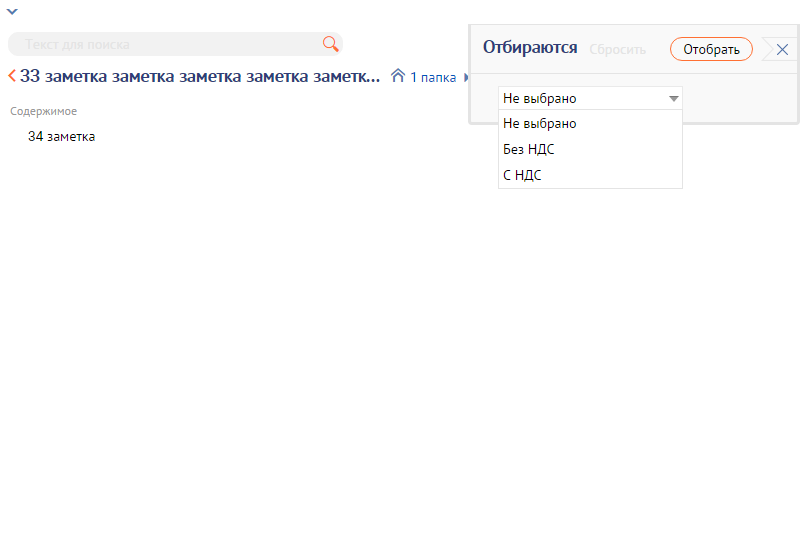 Текст для поиска
33 заметка заметка заметка заметка заметк...
1 папка
Содержимое
34 заметка
Отбираются
Сбросить
Отобрать
Не выбрано
Не выбрано
Без НДС
С НДС